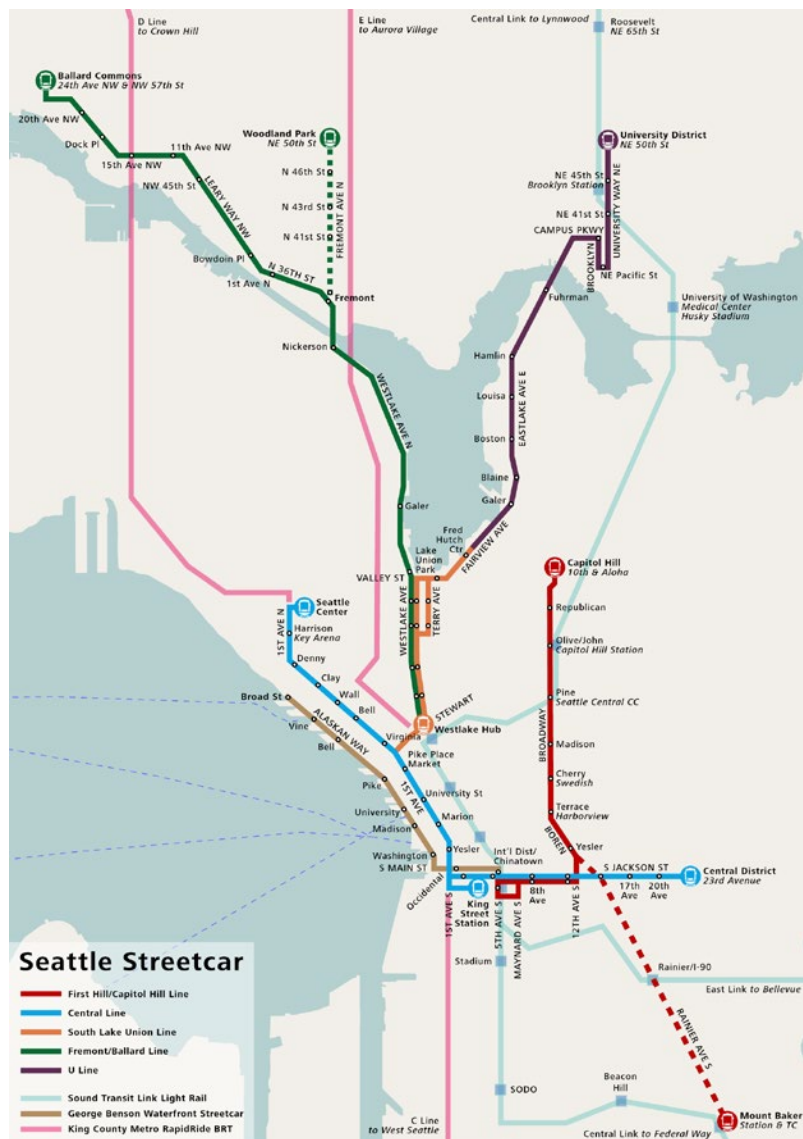 D Line
to Crown Hill
E Line
to Aurora Village
Central Link to Lynnwood
Roosevelt
NE 65th St
Ballard Commons
24th Ave NW & NW 57th St
20th Ave NW
Dock Pl
15th Ave NW
11th Ave NW
NW 45th St
LEARY WAY NW
Bowdoin Pl
1st Ave N
N 36TH ST
Woodland Park
NE 50th St
N 46th St
N 43rd St
N 41st St
FREMONT AVE N
Fremont
Nickerson
WESTLAKE AVE N
Galer
University District
NE 50th St
NE 45th St
Brooklyn Station
NE 41st St
UNIVERSITY WAY NE
CAMPUS PKWY
BROOKLYN
NE Pacific St
Fuhrman
University of Washington
Medical Center
Husky Stadium
Hamlin
Louisa
EASTLAKE AVE E
Boston
Blaine
Galer
Fred
Hutch
Ctr
FAIRVIEW AVE
Lake
Union
Park
VALLEY ST
WESTLAKE AVE
TERRY AVE
Capitol Hill
10th & Aloha
Republican
Olive/John
Capitol Hill Station
Pine
Seattle Central CC
BROADWAY
Madison
Cherry
Swedish
Terrace
Harborview
BOREN
Yesler
Seattle
Center
1ST AVE N
Harrison
Key Arena
Denny
Clay
Wall
Bell
Virginia
STEWART
Westlake Hub
Pike Place
Market
1ST AVE
University St
Marion
Yesler
Broad St
ALASKAN WAY
Vine
Bell
Pike
University
Madison
Washington
S MAIN ST
Occidental
Int'l Dist/
Chinatown
S JACKSON ST
Central District
23rd Avenue
8th
Ave
17th
Ave
20th
Ave
King
Street
Station
1ST AVE S
5TH AVE S
MAYNARD AVE S
12TH AVE S
Stadium
Rainier/I-90
East Link to Bellevue
RAINIER AVE S
SODO
Beacon
Hill
Mount Baker
Station & TC
Central Link to Federal Way
C Line
to West Seattle
Seattle Streetcar
First Hill/Capitol Hill Line
Central Line
South Lake Union Line
Fremont/Ballard Line
U Line
Sound Transit Link Light Rail
George Benson Waterfront Streetcar
King County Metro RapidRide BRT